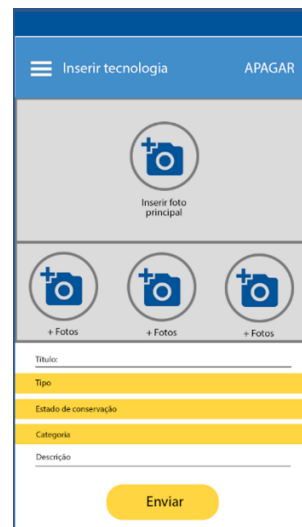 Inserir tecnologia APAGAR
Inserir foto
principal
+ Fotos + Fotos + Fotos
Título:
Tipo
Estado de conservação
Categoria
Descrição
Enviar